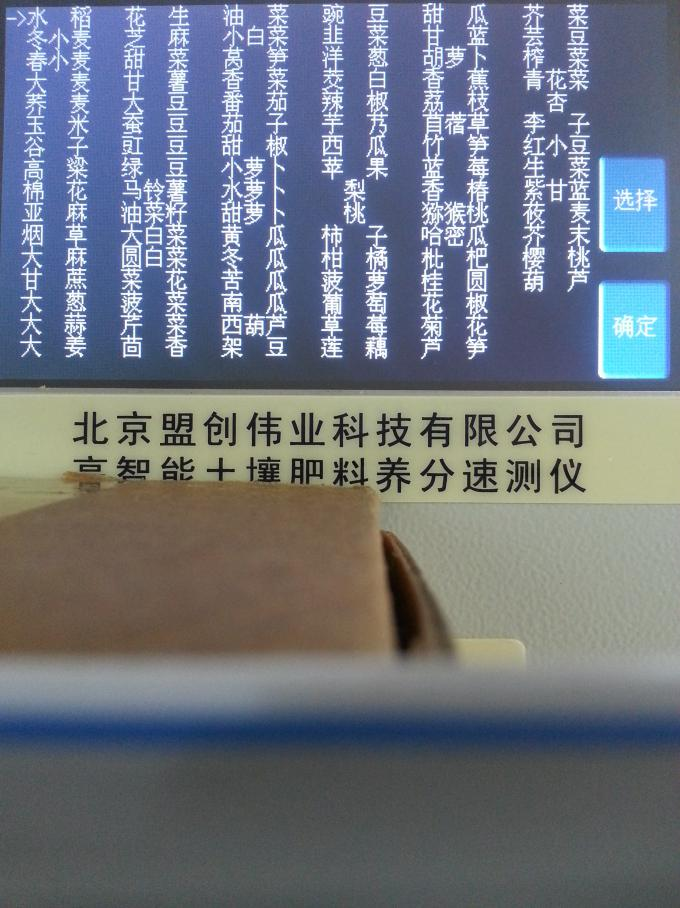 ->水稻 花生 油菜 豌豆 甜瓜 芥菜
冬小麦 芝麻 小白菜 韭菜 甘蓝 芸豆
春小麦 甜菜 莴笋 洋葱 胡萝卜 榨菜
大麦 甘薯 香菜 茭白 香蕉 青花菜
荞麦 大豆 番茄 辣椒 荔枝 杏
玉米 蚕豆 茄子 芋艿 苜蓿草 李子
谷子 豇豆 甜椒 西瓜 竹笋 红小豆
高粱 绿豆 小萝卜 苹果 蓝莓 生菜
棉花 马铃薯 水萝卜 梨 香椿 紫甘蓝
亚麻 油菜籽 甜萝卜 桃 猕猴桃 莜麦
烟草 大白菜 黄瓜 柿子 哈密瓜 芥末
大麻 圆白菜 冬瓜 柑橘 枇杷 樱桃
甘蔗 菜花 苦瓜 菠萝 桂圆 葫芦
大葱 菠菜 南瓜 葡萄 花椒
大蒜 芹菜 西葫芦 草莓 菊花
大姜 茴香 架豆 莲藕 芦笋
选择
确定
北京盟创伟业科技有限公司
高智能土壤肥料养分速测仪